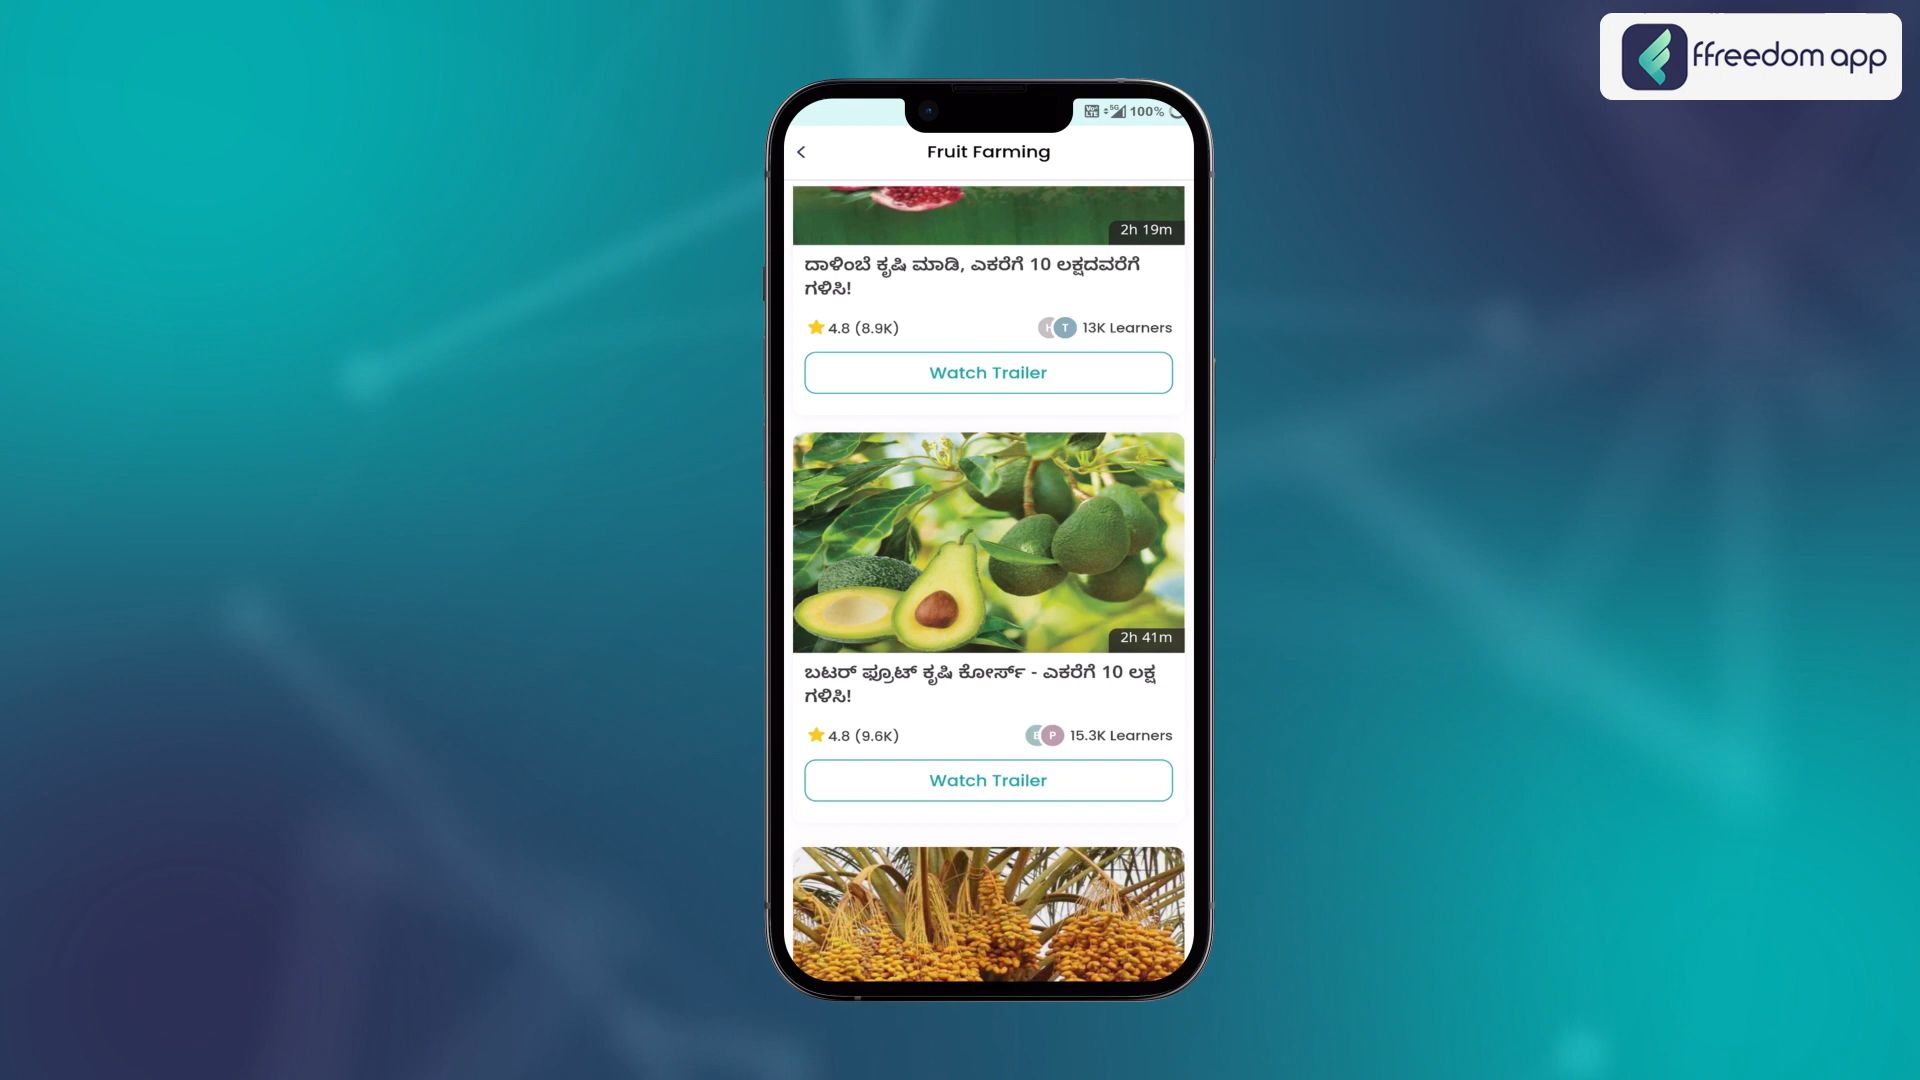 ffreedom app
5G 100%
Fruit Farming
2h 19m
ದಾಳಿಂಬೆ ಕೃಷಿ ಮಾಡಿ, ಎಕರೆಗೆ 10 ಲಕ್ಷದವರೆಗೆ
ಗಳಿಸಿ!
4.8 (8.9K)
T 13K Learners
Watch Trailer
2h 41m
ಬಟರ್ ಫ್ರೂಟ್ ಕೃಷಿ ಕೋರ್ಸ್ - ಎಕರೆಗೆ 10 ಲಕ್ಷ
ಗಳಿಸಿ!
4.8 (9.6K)
P 15.3K Learners
Watch Trailer